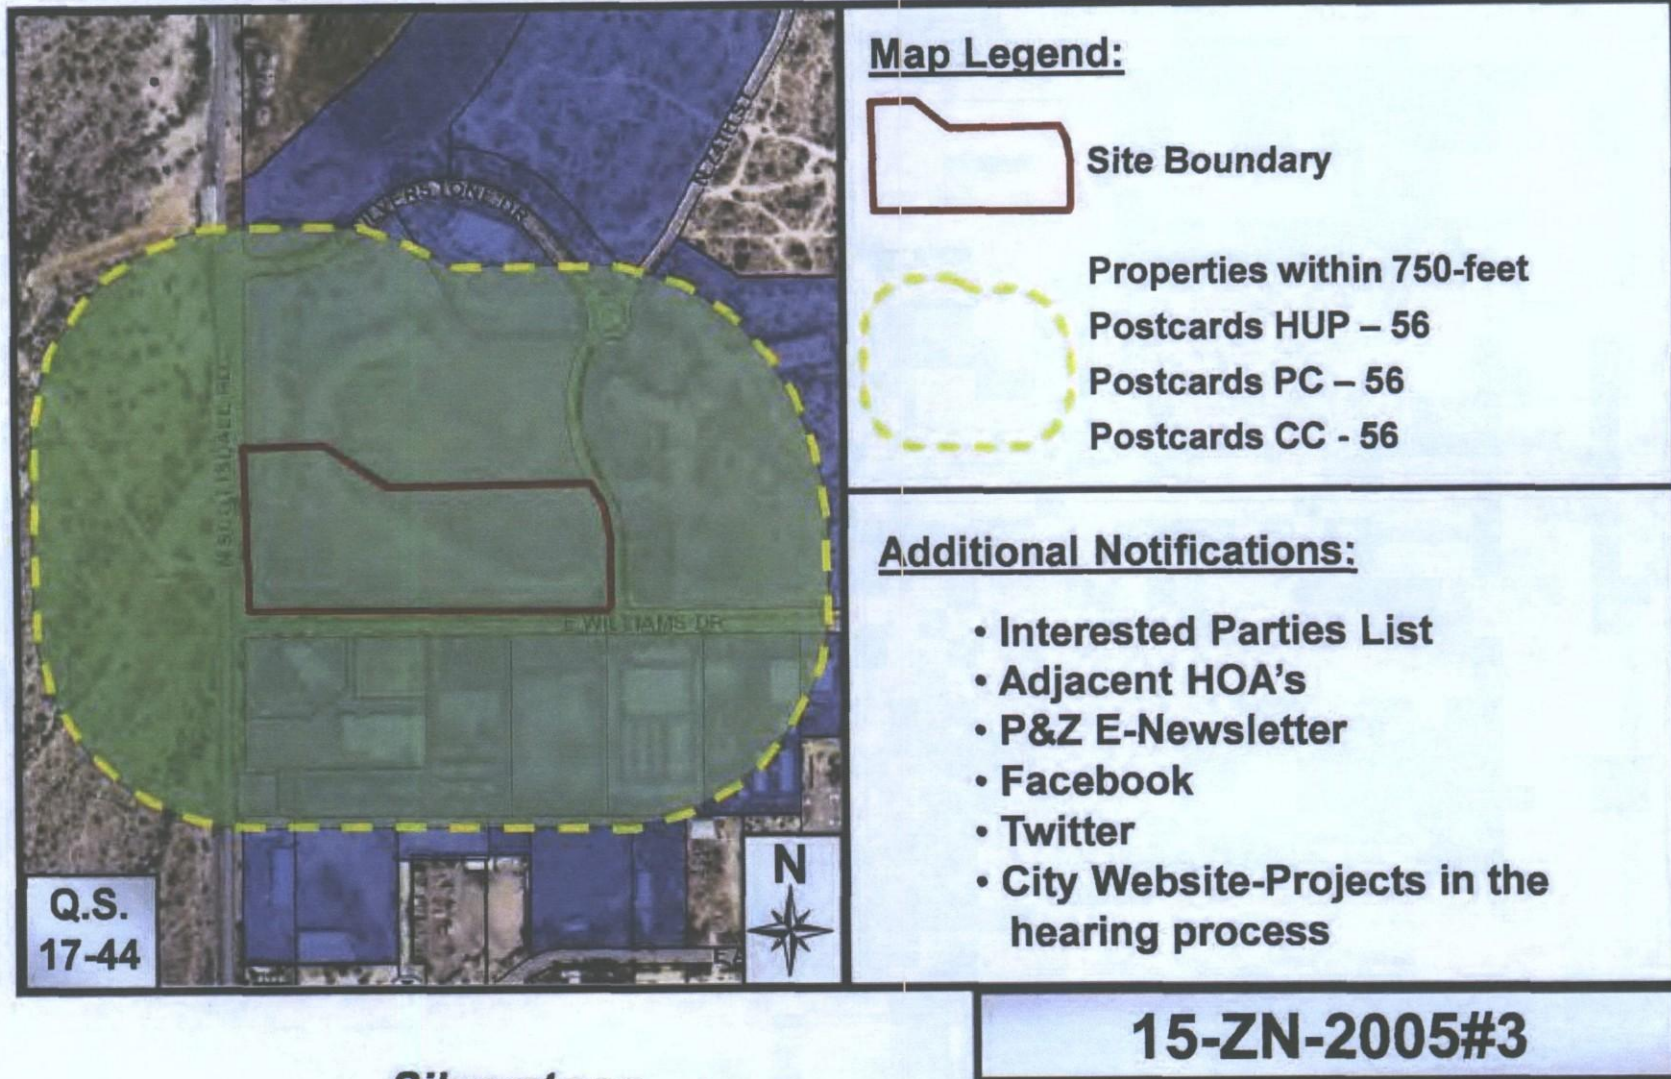 Map Legend:
Site Boundary
Properties within 750-feet
Postcards HUP – 56
Postcards PC – 56
Postcards CC - 56
Additional Notifications:
• Interested Parties List
• Adjacent HOA's
• P&Z E-Newsletter
• Facebook
• Twitter
• City Website-Projects in the
hearing process
E WILLIAMS DR
N
Q.S.
17-44
15-ZN-2005#3